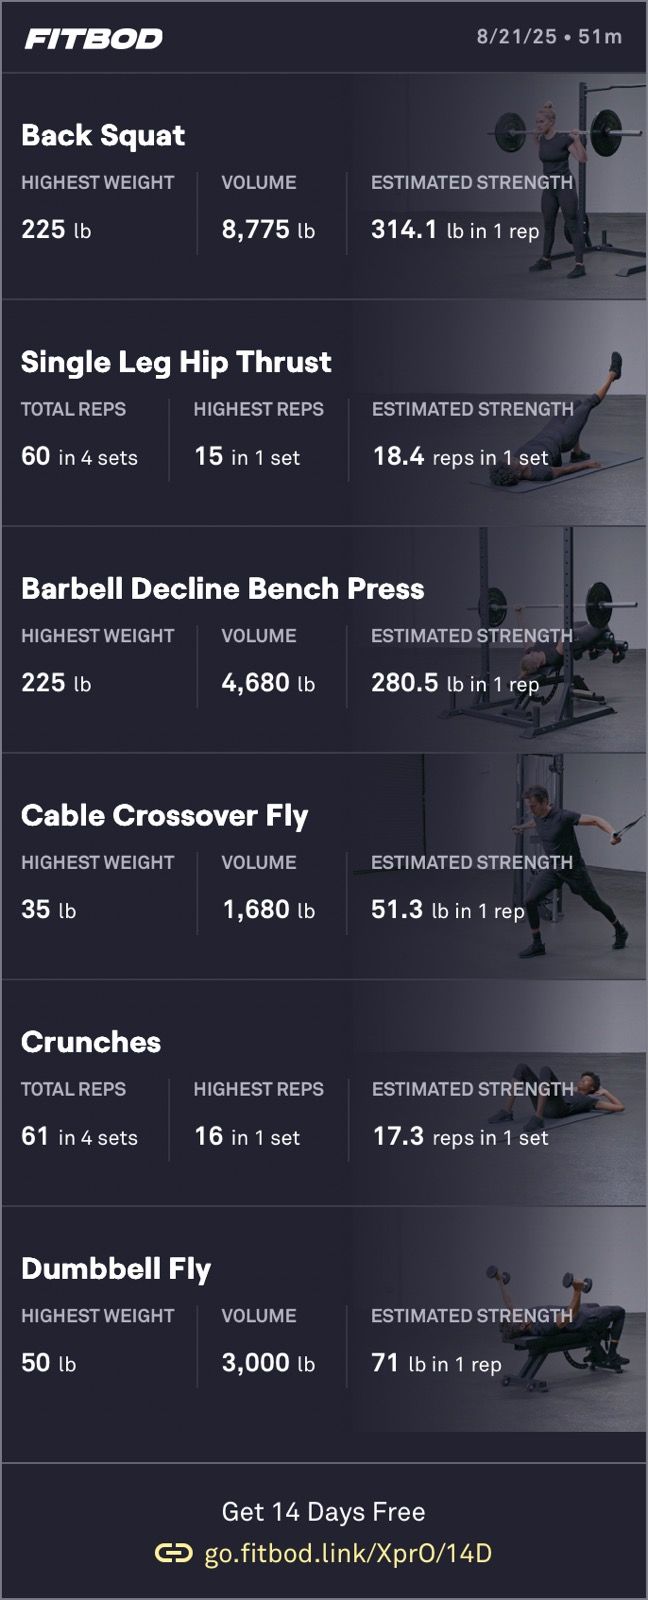 FITBOD 8/21/25 • 51m
Back Squat
HIGHEST WEIGHT VOLUME ESTIMATED STRENGTH
225 lb 8,775 lb 314.1 lb in 1 rep
Single Leg Hip Thrust
TOTAL REPS HIGHEST REPS ESTIMATED STRENGTH
60 in 4 sets 15 in 1 set 18.4 reps in 1 set
Barbell Decline Bench Press
HIGHEST WEIGHT VOLUME ESTIMATED STRENGTH
225 lb 4,680 lb 280.5 lb in 1 rep
Cable Crossover Fly
HIGHEST WEIGHT VOLUME ESTIMATED STRENGTH
35 lb 1,680 lb 51.3 lb in 1 rep
Crunches
TOTAL REPS HIGHEST REPS ESTIMATED STRENGTH
61 in 4 sets 16 in 1 set 17.3 reps in 1 set
Dumbbell Fly
HIGHEST WEIGHT VOLUME ESTIMATED STRENGTH
50 lb 3,000 lb 71 lb in 1 rep
Get 14 Days Free
go.fitbod.link/XprO/14D